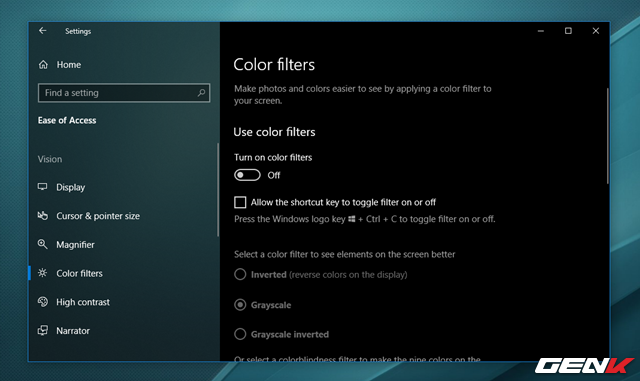 Settings
Home
Find a setting
Ease of Access
Vision
Display
Cursor & pointer size
Magnifier
Color filters
High contrast
Narrator
Color filters
Make photos and colors easier to see by applying a color filter to
your screen.
Use color filters
Turn on color filters
Off
Allow the shortcut key to toggle filter on or off
Press the Windows logo key + Ctrl + C to toggle filter on or off.
Select a color filter to see elements on the screen better
Inverted (reverse colors on the display)
Grayscale
Grayscale inverted
Or select a colorblindness filter to make the nine colors on the
GENK